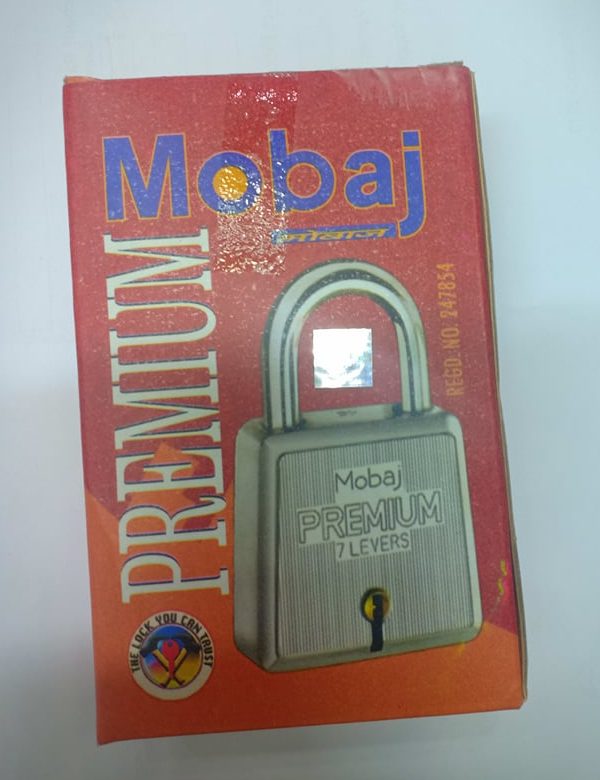 Mobaj
मोबाज
PREMIUM
REGD. NO. 247854
Mobaj
PREMIUM
7 LEVERS
THE LOCK YOU CAN TRUST